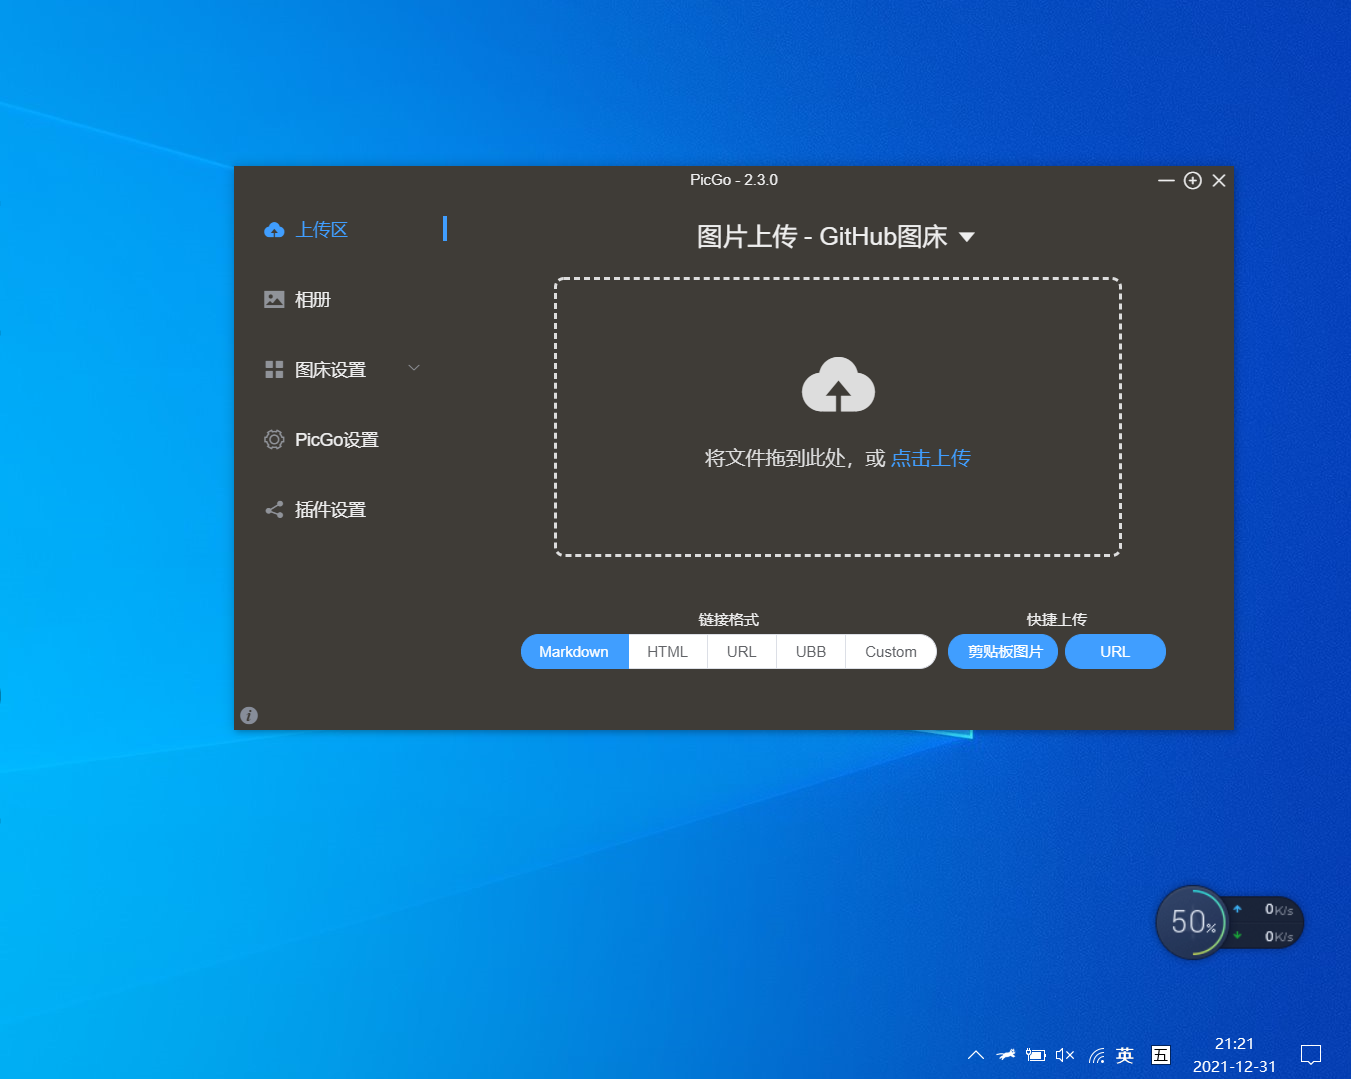 PicGo - 2.3.0
上传区
图片上传 - GitHub图床
相册
图床设置
PicGo设置
将文件拖到此处，或 点击上传
插件设置
链接格式
快捷上传
Markdown
HTML
URL
UBB
Custom
剪贴板图片
URL
i
50%
0K/s
0K/s
英
五
21:21
2021-12-31